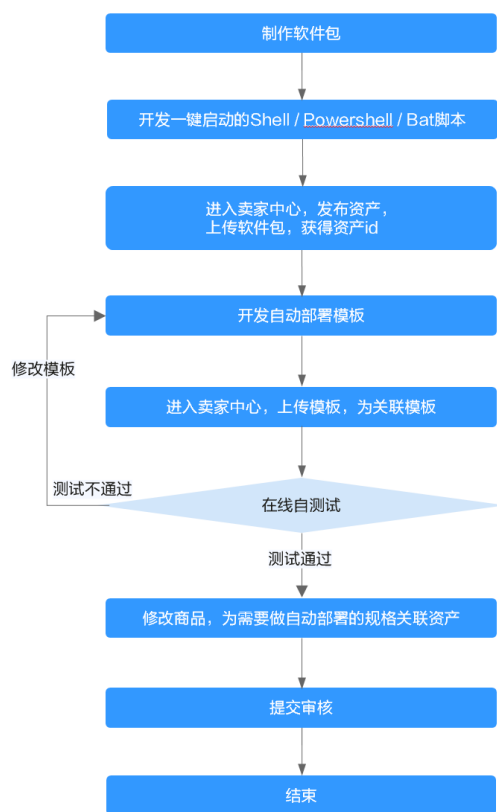 制作软件包
开发一键启动的Shell / Powershell / Bat脚本
进入卖家中心，发布资产，
上传软件包，获得资产id
开发自动部署模板
修改模板
进入卖家中心，上传模板，为关联模板
测试不通过
在线自测试
测试通过
修改商品，为需要做自动部署的规格关联资产
提交审核
结束